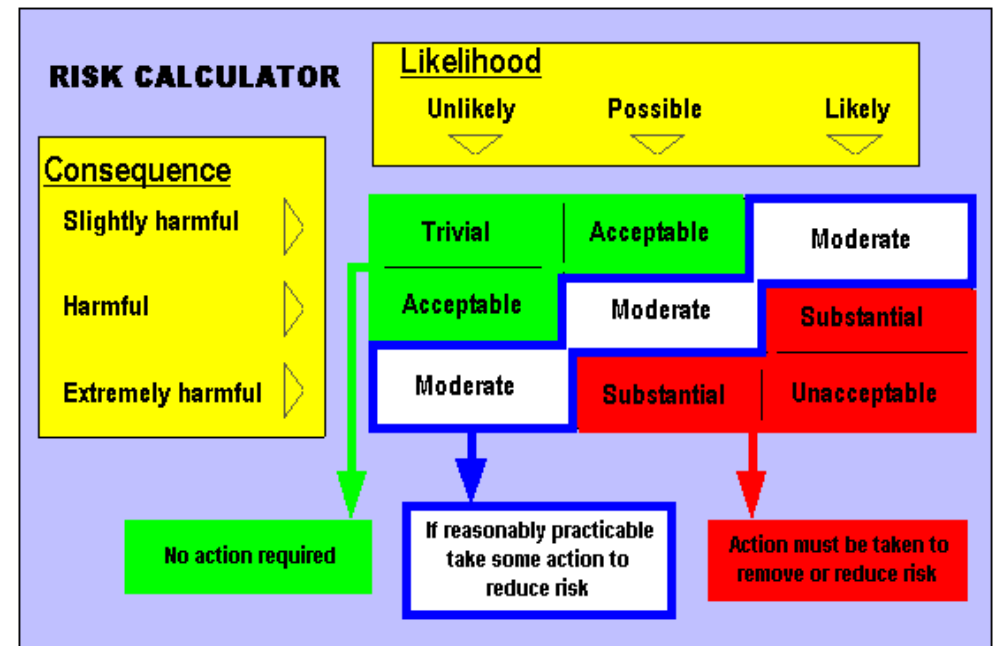 RISK CALCULATOR
Likelihood
Unlikely Possible Likely
Consequence
Slightly harmful
Trivial Acceptable Moderate
Harmful
Acceptable Moderate Substantial
Extremely harmful
Moderate Substantial Unacceptable
No action required
If reasonably practicable
take some action to
reduce risk
Action must be taken to
remove or reduce risk